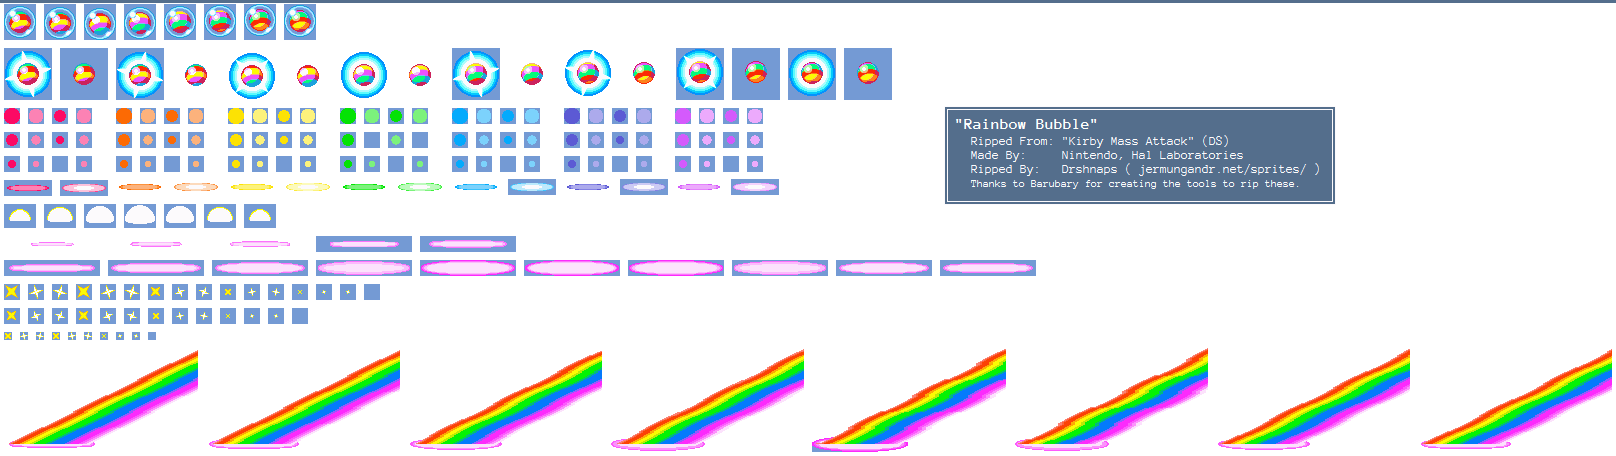 "Rainbow Bubble"
Ripped From: "Kirby Mass Attack" (DS)
Made By: Nintendo, Hal Laboratories
Ripped By: Drshnaps ( jermungandr.net/sprites/ )
Thanks to Barubary for creating the tools to rip these.